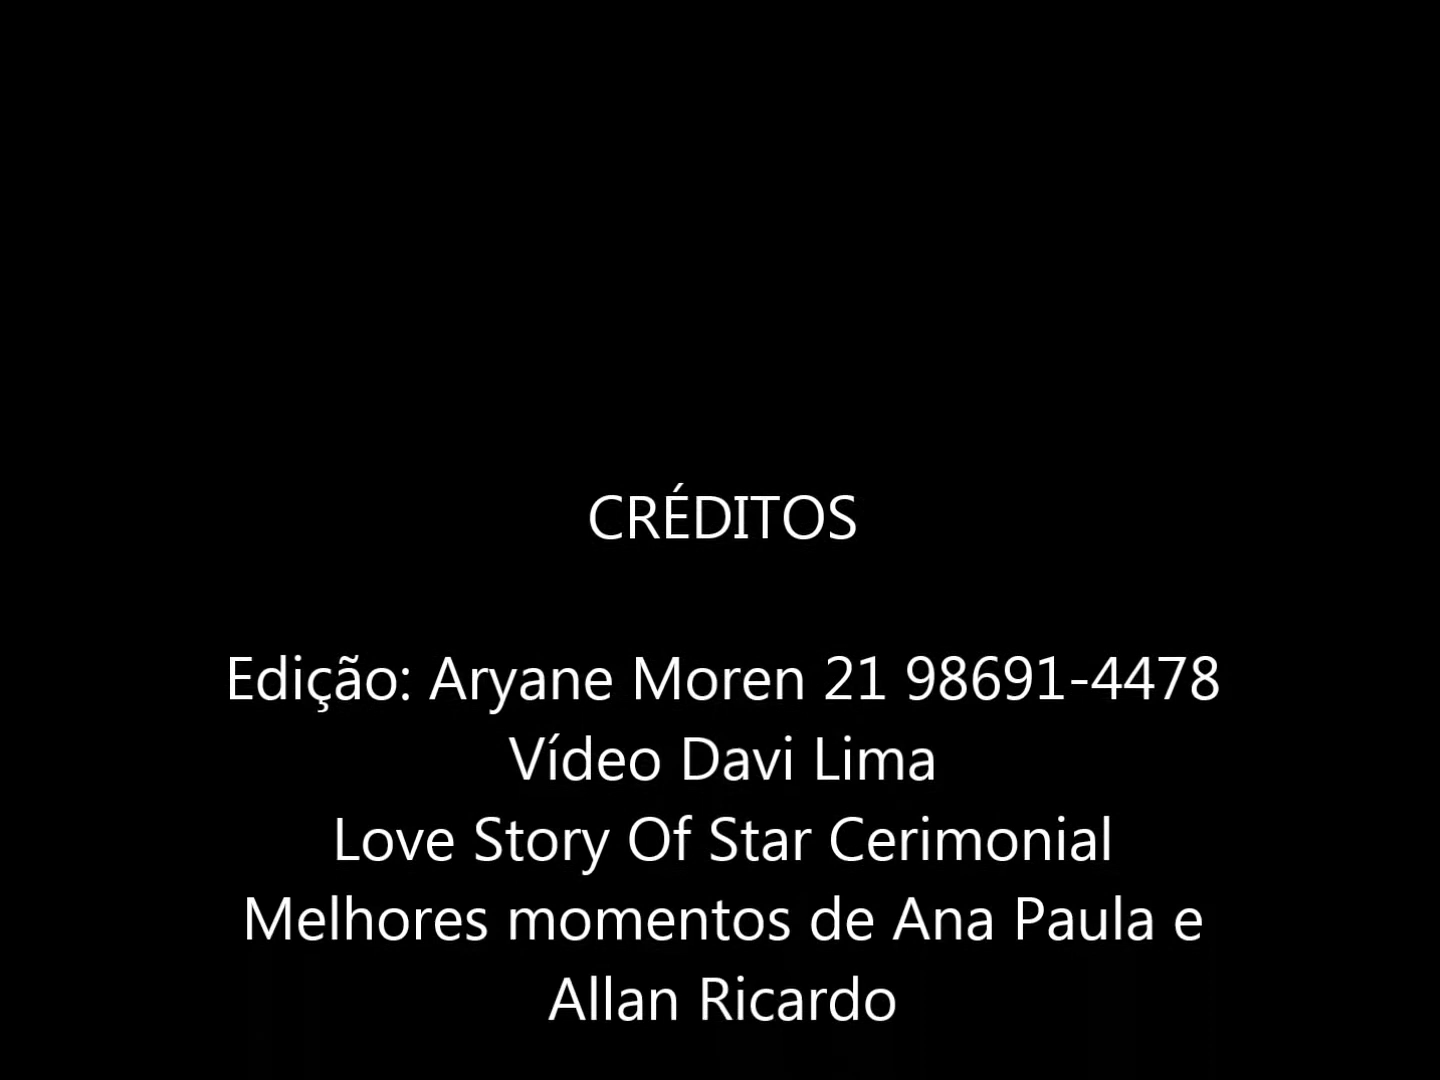 CRÉDITOS
Edição: Aryane Moren 21 98691-4478
Vídeo Davi Lima
Love Story Of Star Cerimonial
Melhores momentos de Ana Paula e
Allan Ricardo